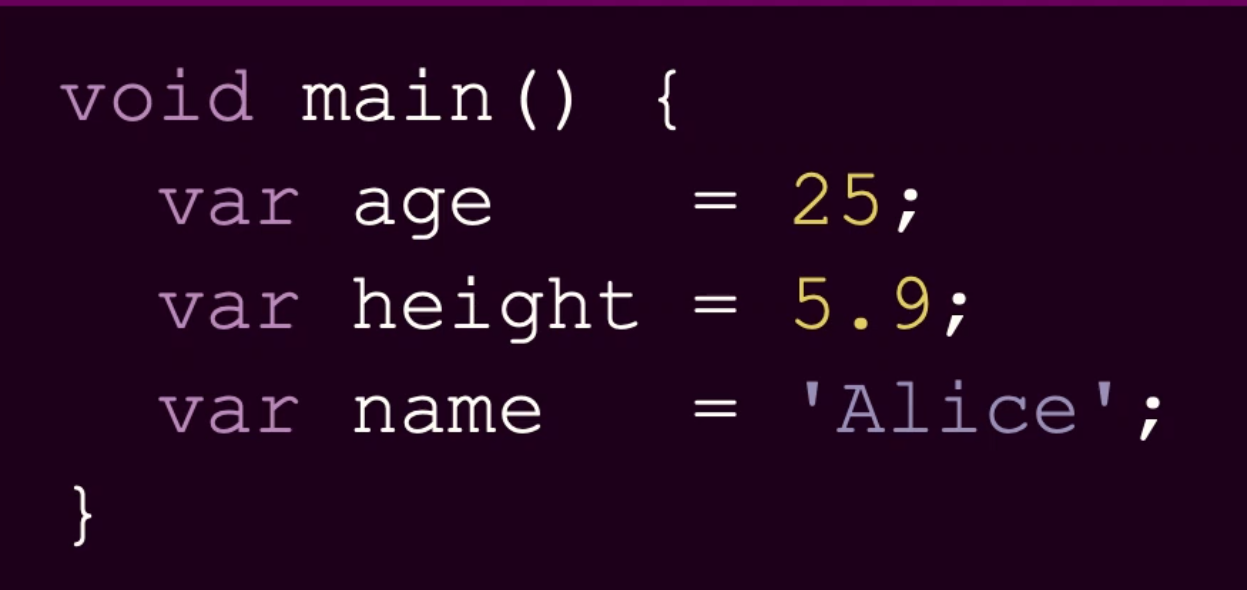 void main() {
  var age    = 25;
  var height = 5.9;
  var name   = 'Alice';
}